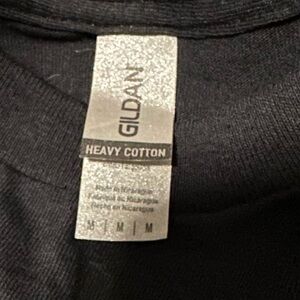 GILDAN
HEAVY COTTON
Made in Nicaragua
Fabriqué au Nicaragua
Hecho en Nicaragua
M | M | M